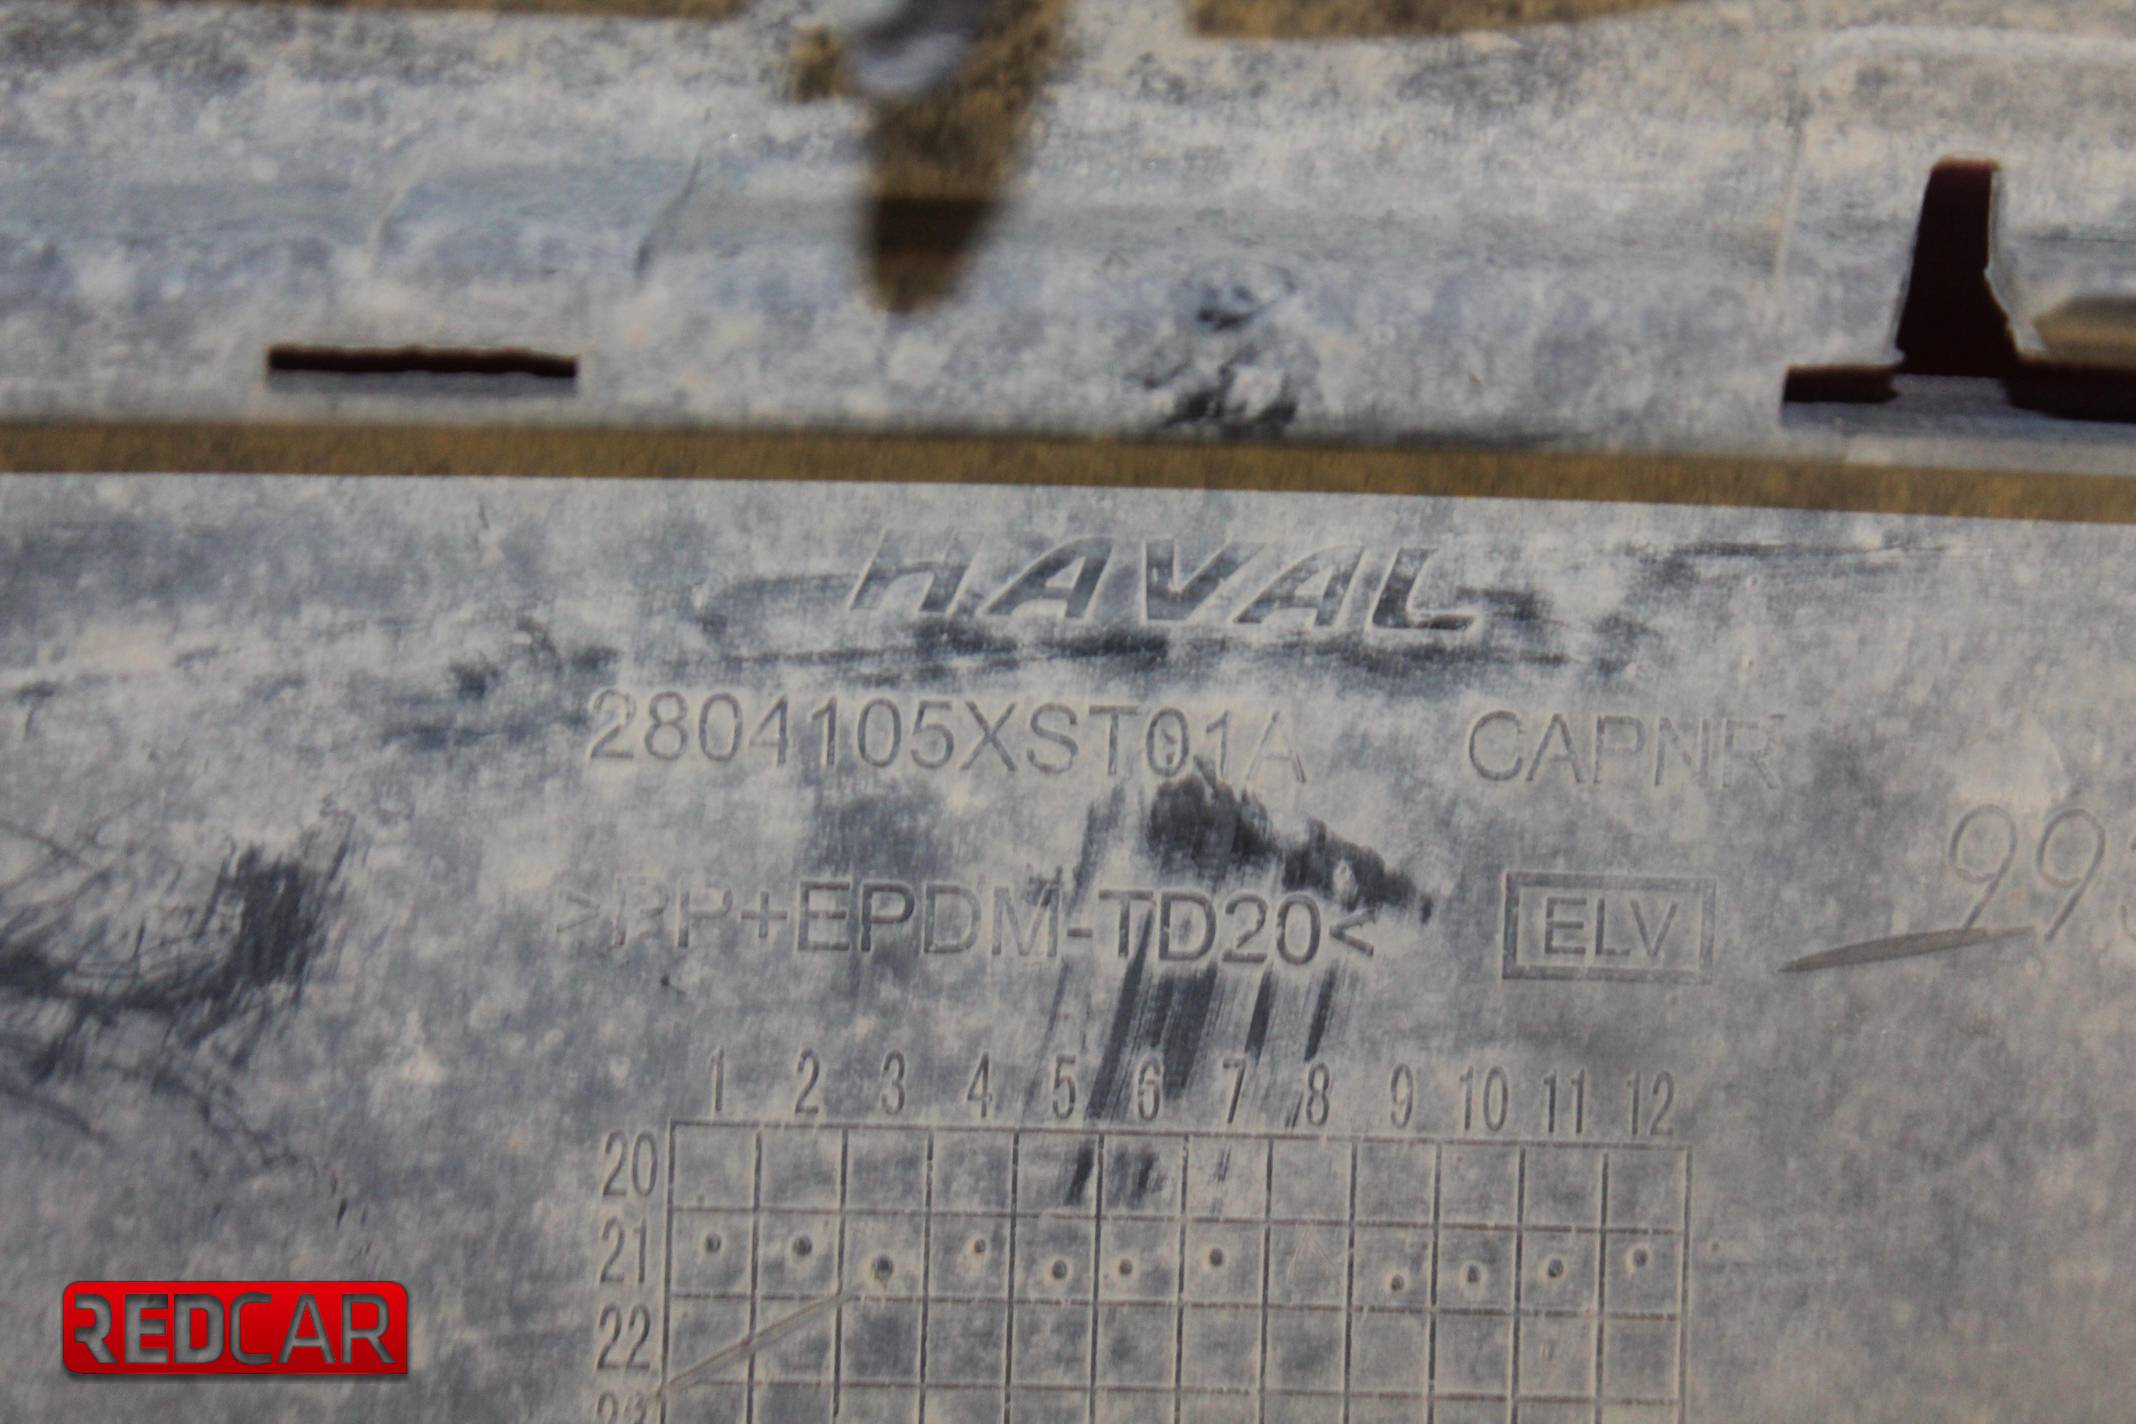 HAVAL
2804105XST01A CAPNR
>PP+EPDM-TD20< ELV
1 2 3 4 5 6 7 8 9 10 11 12
20
21
22
REDCAR